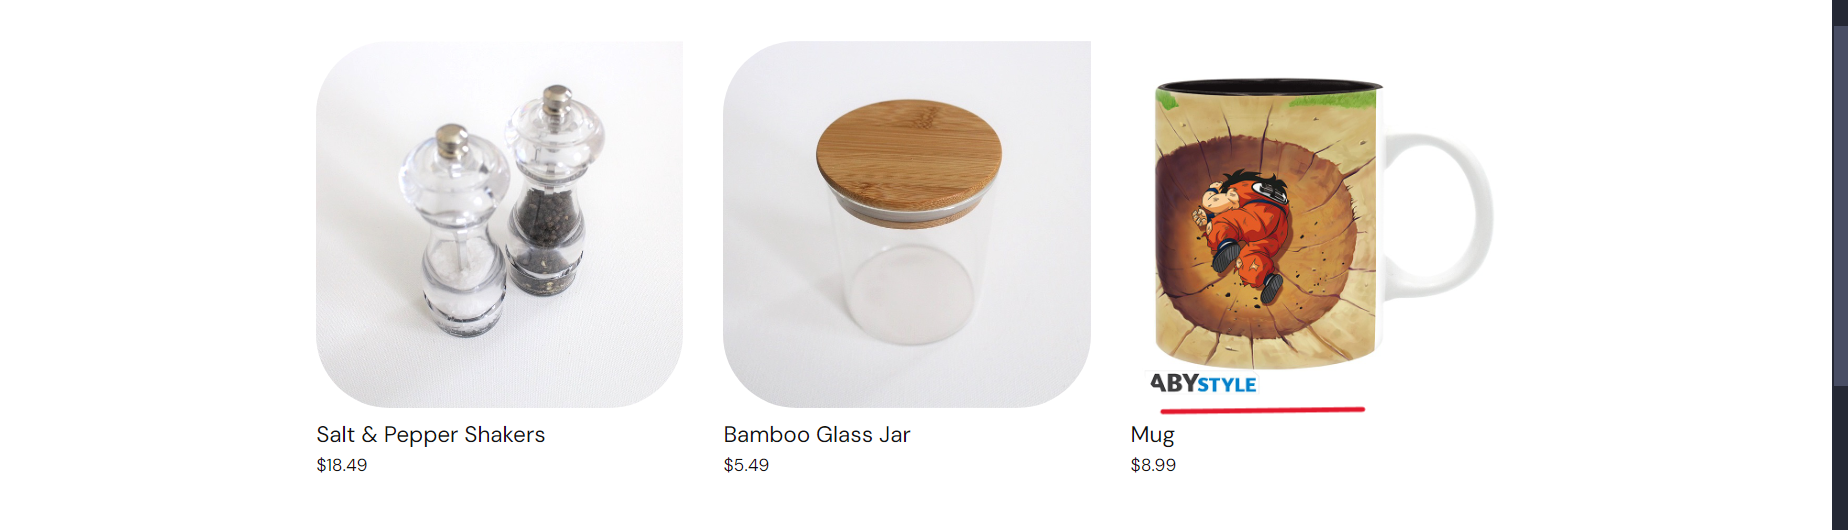 ABYSTYLE
Salt & Pepper Shakers
$18.49
Bamboo Glass Jar
$5.49
Mug
$8.99